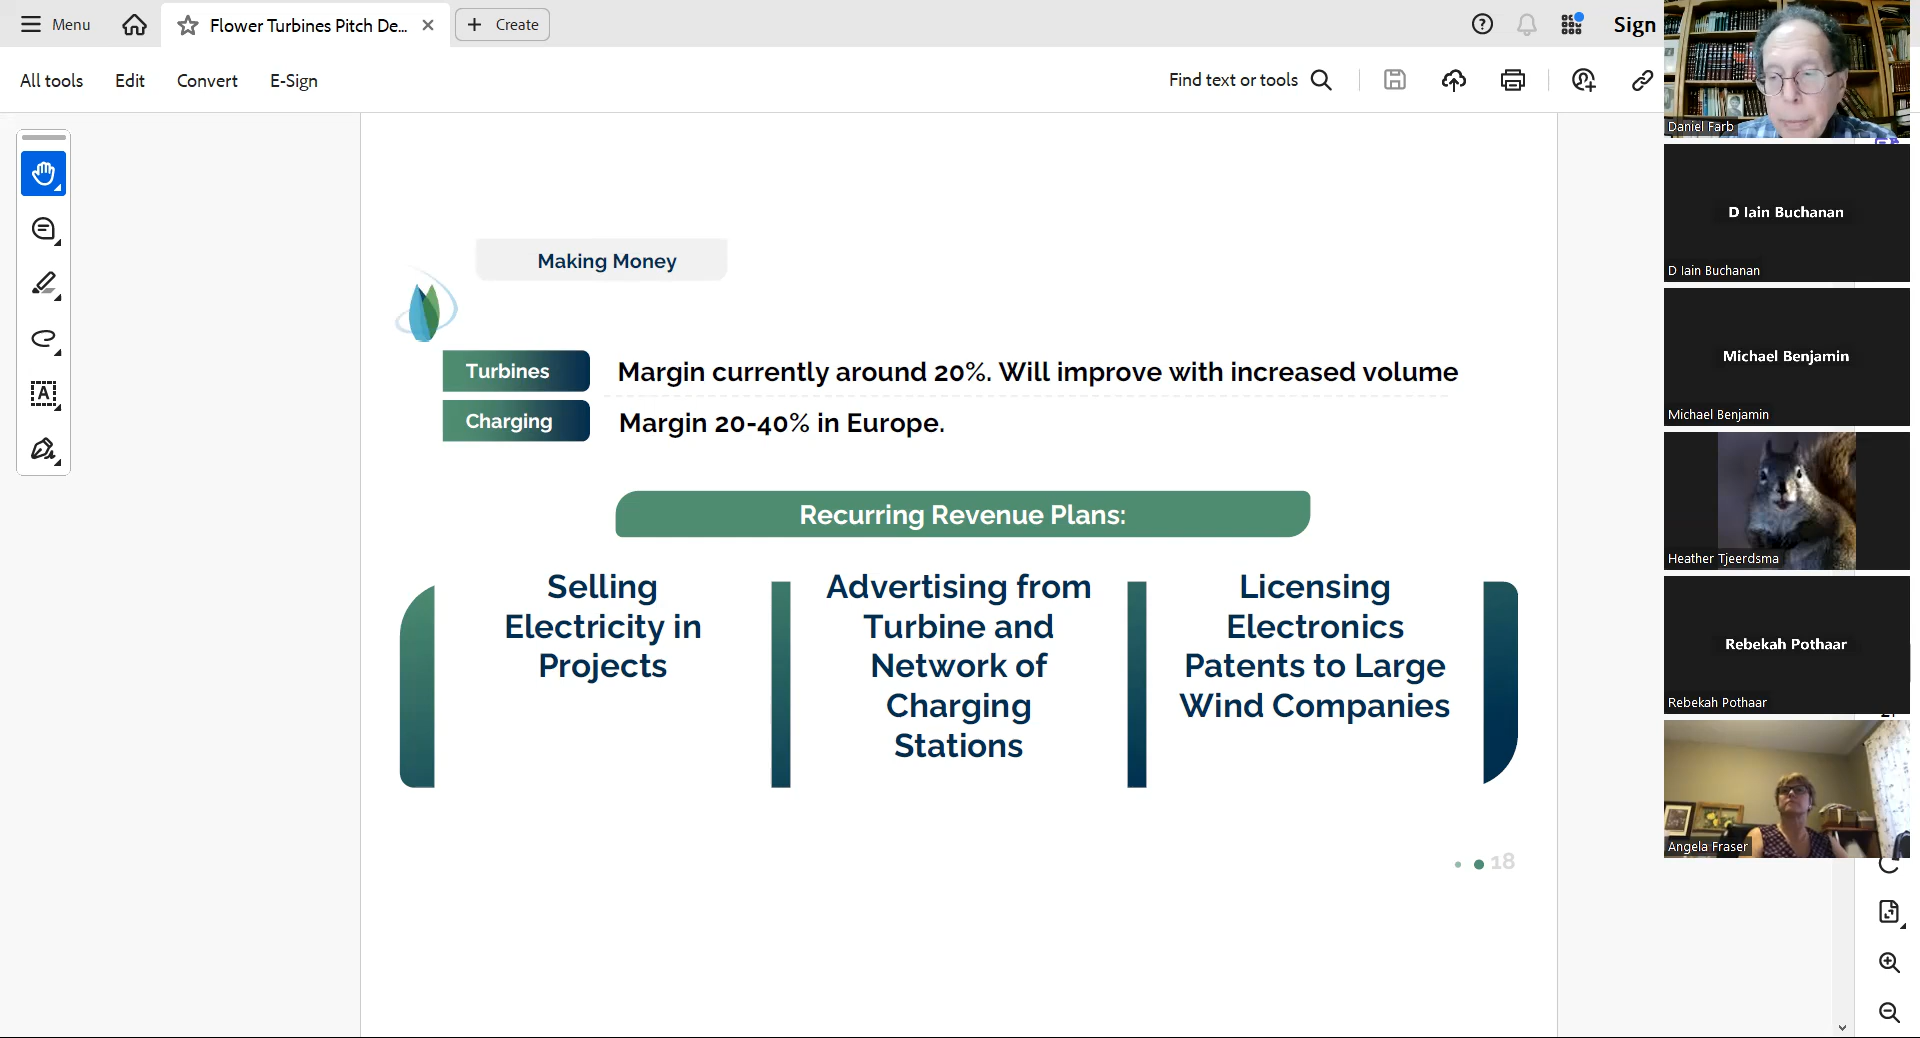 Menu
Flower Turbines Pitch De...
Create
Sign
All tools
Edit
Convert
E-Sign
Find text or tools
Making Money
Turbines
Margin currently around 20%. Will improve with increased volume
Charging
Margin 20-40% in Europe.
Recurring Revenue Plans:
Selling
Electricity in
Projects
Advertising from
Turbine and
Network of
Charging
Stations
Licensing
Electronics
Patents to Large
Wind Companies
18
Daniel Farb
D Iain Buchanan
D Iain Buchanan
Michael Benjamin
Michael Benjamin
Heather Tjeerdsma
Rebekah Pothaar
Rebekah Pothaar
Angela Fraser